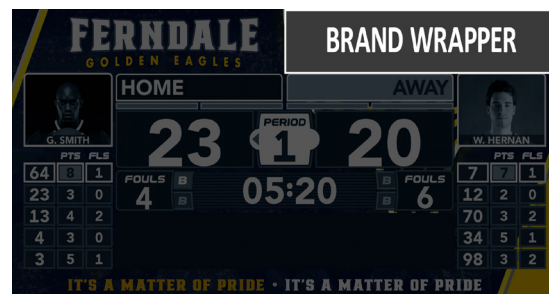 FERNDALE
GOLDEN EAGLES
BRAND WRAPPER
HOME
AWAY
G. SMITH
23
PERIOD
1
20
W. HERNAN
PTS FLS
64 8 1
23 3 0
13 4 2
4 3 0
3 5 1
FOULS
4
B
B
05:20
B
B
FOULS
6
PTS FLS
7 7 1
12 2 0
70 3 2
34 5 1
98 3 2
IT'S A MATTER OF PRIDE • IT'S A MATTER OF PRIDE